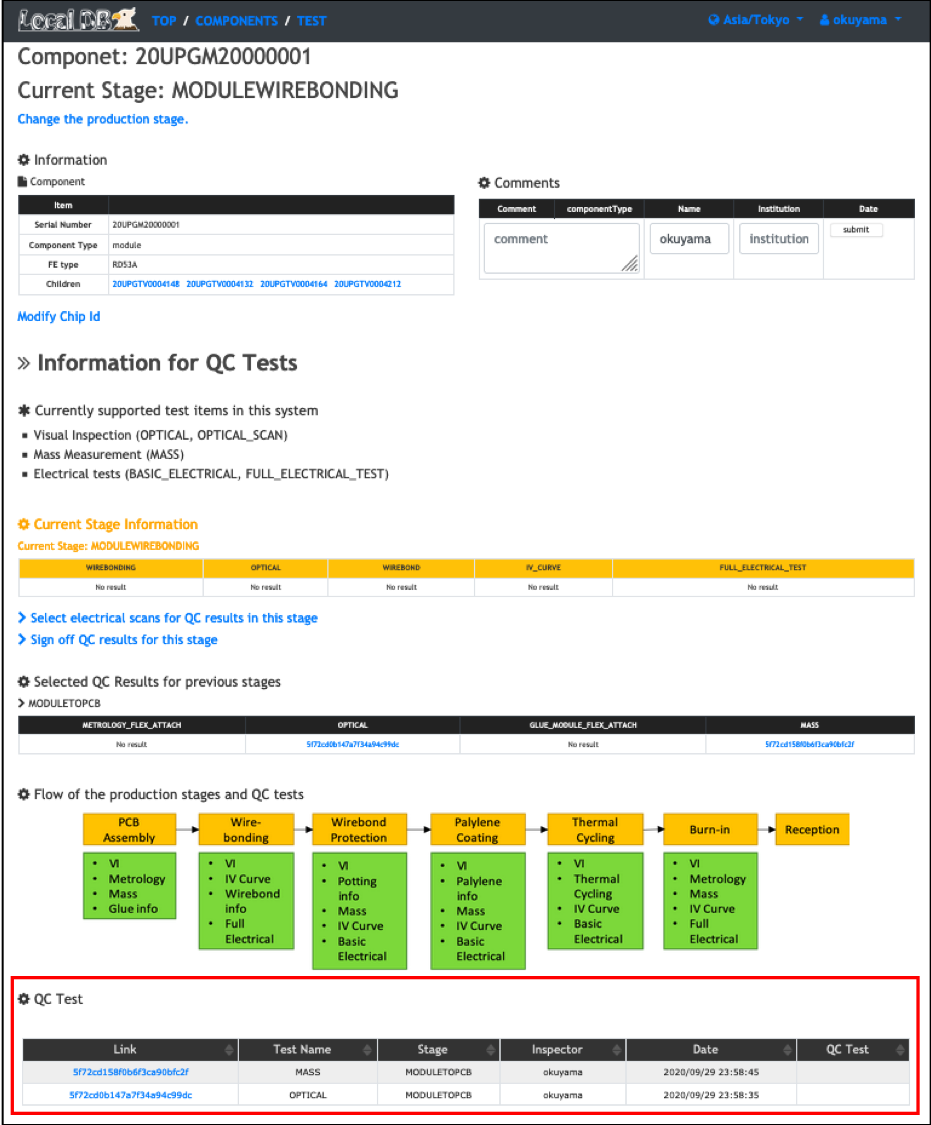 Local DB TOP / COMPONENTS / TEST Asia/Tokyo okuyama
Componet: 20UPGM20000001
Current Stage: MODULEWIREBONDING
Change the production stage.
Information
Component
Item
Serial Number 20UPGM20000001
Component Type module
FE type RD53A
Children 20UPGTV0004148 20UPGTV0004132 20UPGTV0004164 20UPGTV0004212
Modify Chip Id
Comments
Comment componentType Name Institution Date
comment okuyama institution submit
» Information for QC Tests
Currently supported test items in this system
Visual Inspection (OPTICAL, OPTICAL_SCAN)
Mass Measurement (MASS)
Electrical tests (BASIC_ELECTRICAL, FULL_ELECTRICAL_TEST)
Current Stage Information
Current Stage: MODULEWIREBONDING
WIREBONDING OPTICAL WIREBOND IV_CURVE FULL_ELECTRICAL_TEST
No result No result No result No result No result
Select electrical scans for QC results in this stage
Sign off QC results for this stage
Selected QC Results for previous stages
MODULETOPCB
METROLOGY_FLEX_ATTACH OPTICAL GLUE_MODULE_FLEX_ATTACH MASS
No result 5f72cd0b147a7f34a94c99dc No result 5f72cd158f0b6f3ca90bfc2f
Flow of the production stages and QC tests
PCB
Assembly
• VI
• Metrology
• Mass
• Glue info
Wire-
bonding
• VI
• IV Curve
• Wirebond
info
• Full
Electrical
Wirebond
Protection
• VI
• Potting
info
• Mass
• IV Curve
• Basic
Electrical
Palylene
Coating
• VI
• Palylene
info
• Mass
• IV Curve
• Basic
Electrical
Thermal
Cycling
• VI
• Thermal
Cycling
• IV Curve
• Basic
Electrical
Burn-in
• VI
• Metrology
• Mass
• IV Curve
• Full
Electrical
Reception
QC Test
Link Test Name Stage Inspector Date QC Test
5f72cd158f0b6f3ca90bfc2f MASS MODULETOPCB okuyama 2020/09/29 23:58:45
5f72cd0b147a7f34a94c99dc OPTICAL MODULETOPCB okuyama 2020/09/29 23:58:35